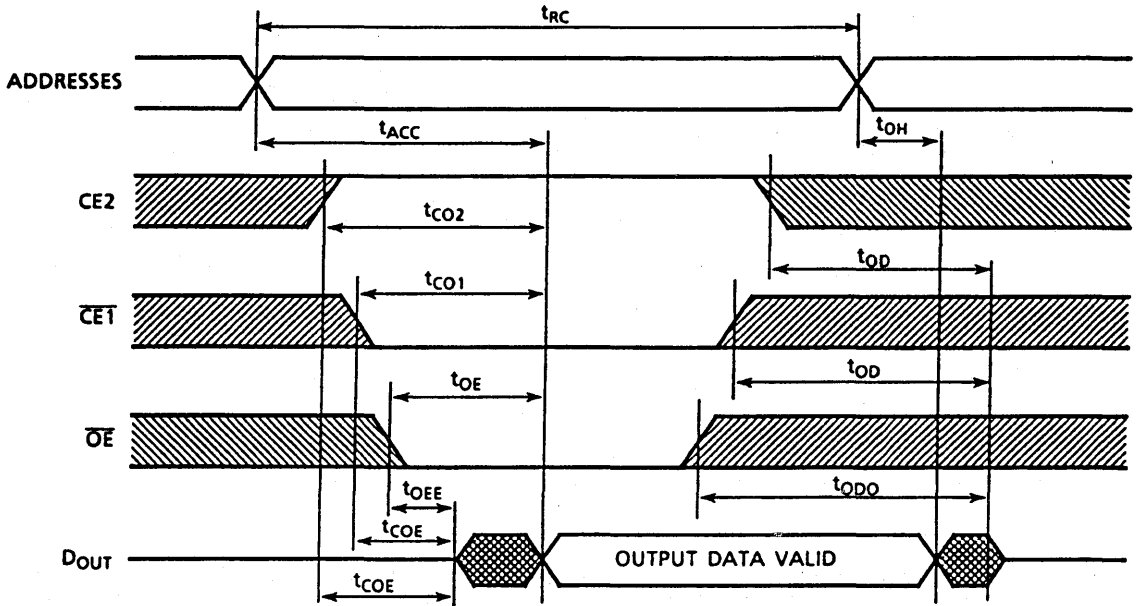 tRC
ADDRESSES
tACC
tOH
CE2
tCO2
tOD
CE1
tCO1
tOD
OE
tOE
tODO
tOEE
tCOE
DOUT
OUTPUT DATA VALID
tCOE